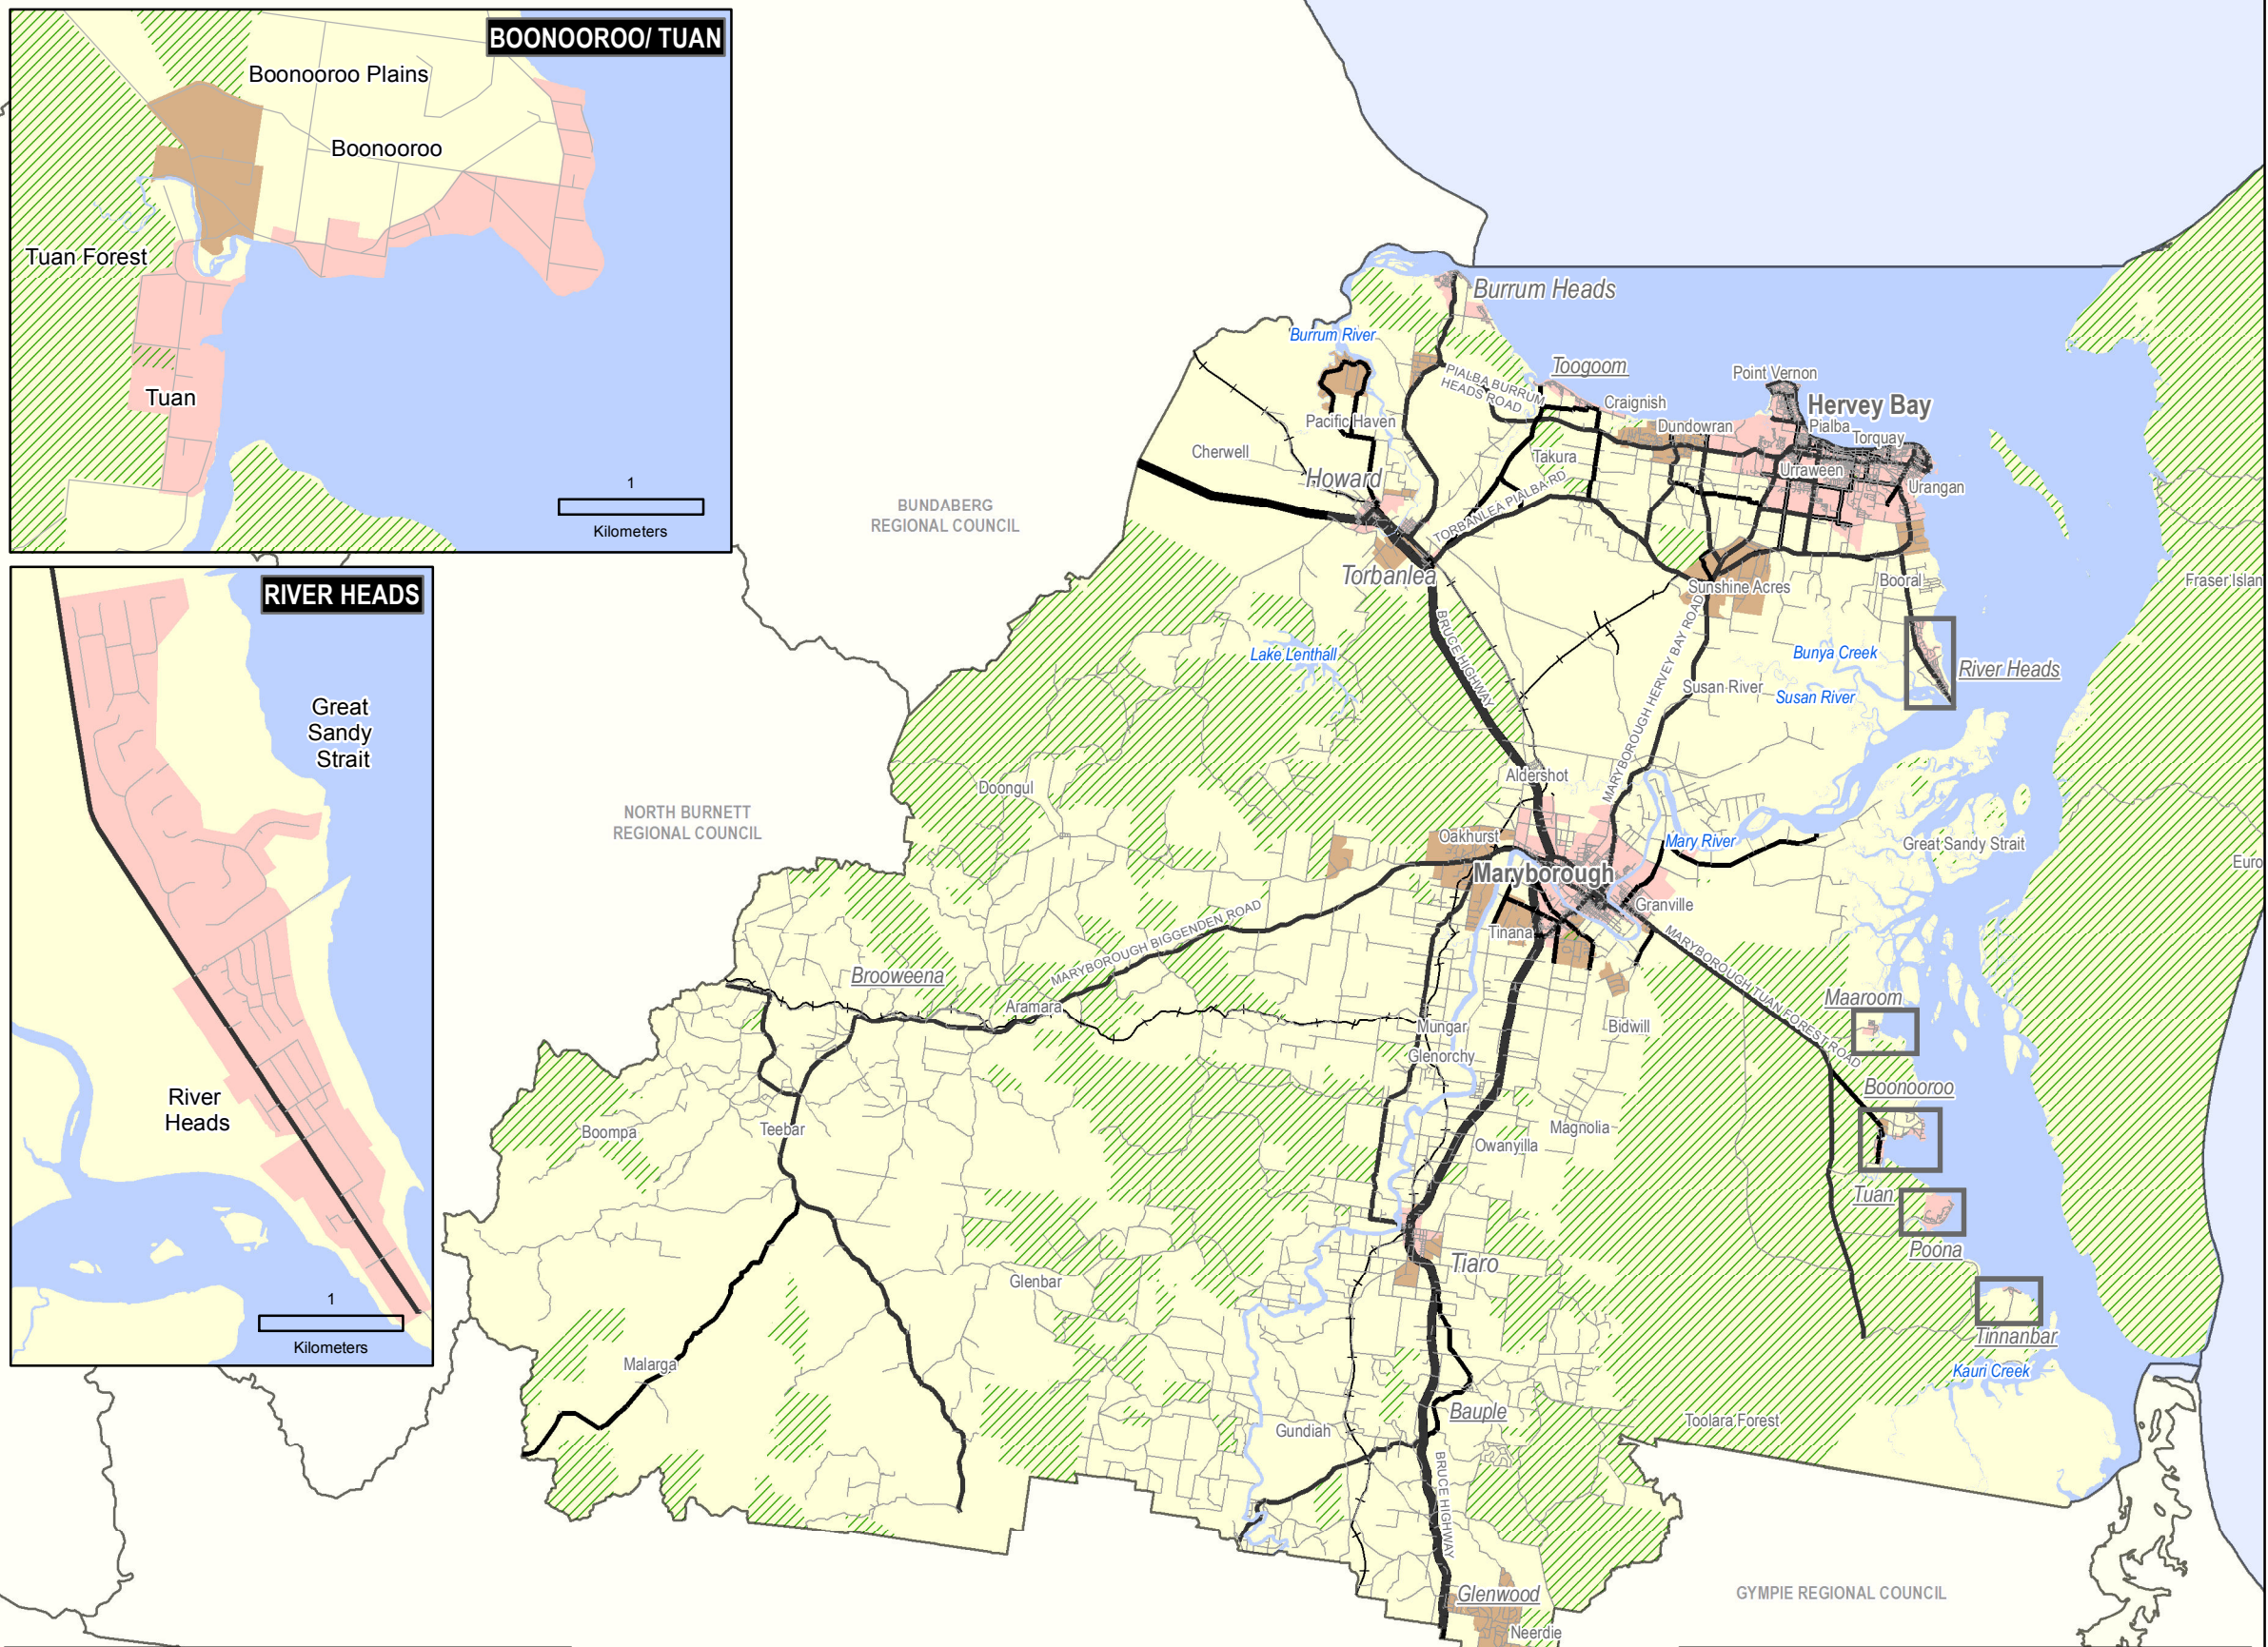 BOONOOROO/ TUAN
Boonooroo Plains
Boonooroo
Tuan Forest
Tuan
1
Kilometers
RIVER HEADS
Great
Sandy
Strait
River
Heads
1
Kilometers
Burrum Heads
Burrum River
Toogoom
PIALBA BURRUM
HEADS ROAD
Point Vernon
Craignish
Hervey Bay
Pacific Haven
Dundowran
Pialba
Torquay
Cherwell
Takura
Urraween
Howard
Urangan
TORBANLEA PIALBA RD
BUNDABERG
REGIONAL COUNCIL
Torbanlea
Sunshine Acres
Booral
Fraser Islan
BRUCE HIGHWAY
MARYBOROUGH HERVEY BAY ROAD
Lake Lenthall
Bunya Creek
River Heads
Susan River
Susan River
Aldershot
Doongul
NORTH BURNETT
REGIONAL COUNCIL
Oakhurst
Mary River
Great Sandy Strait
Euro
Maryborough
Granville
MARYBOROUGH BIGGENDEN ROAD
Tinana
MARYBOROUGH TUAN FOREST ROAD
Brooweena
Aramara
Maaroom
Mungar
Bidwill
Glenorchy
Boonooroo
Boompa
Teebar
Magnolia
Owanyilla
Tuan
Poona
Tiaro
Glenbar
Tinnanbar
Malarga
Kauri Creek
Bauple
Gundiah
Toolara Forest
BRUCE HIGHWAY
Glenwood
GYMPIE REGIONAL COUNCIL
Neerdie